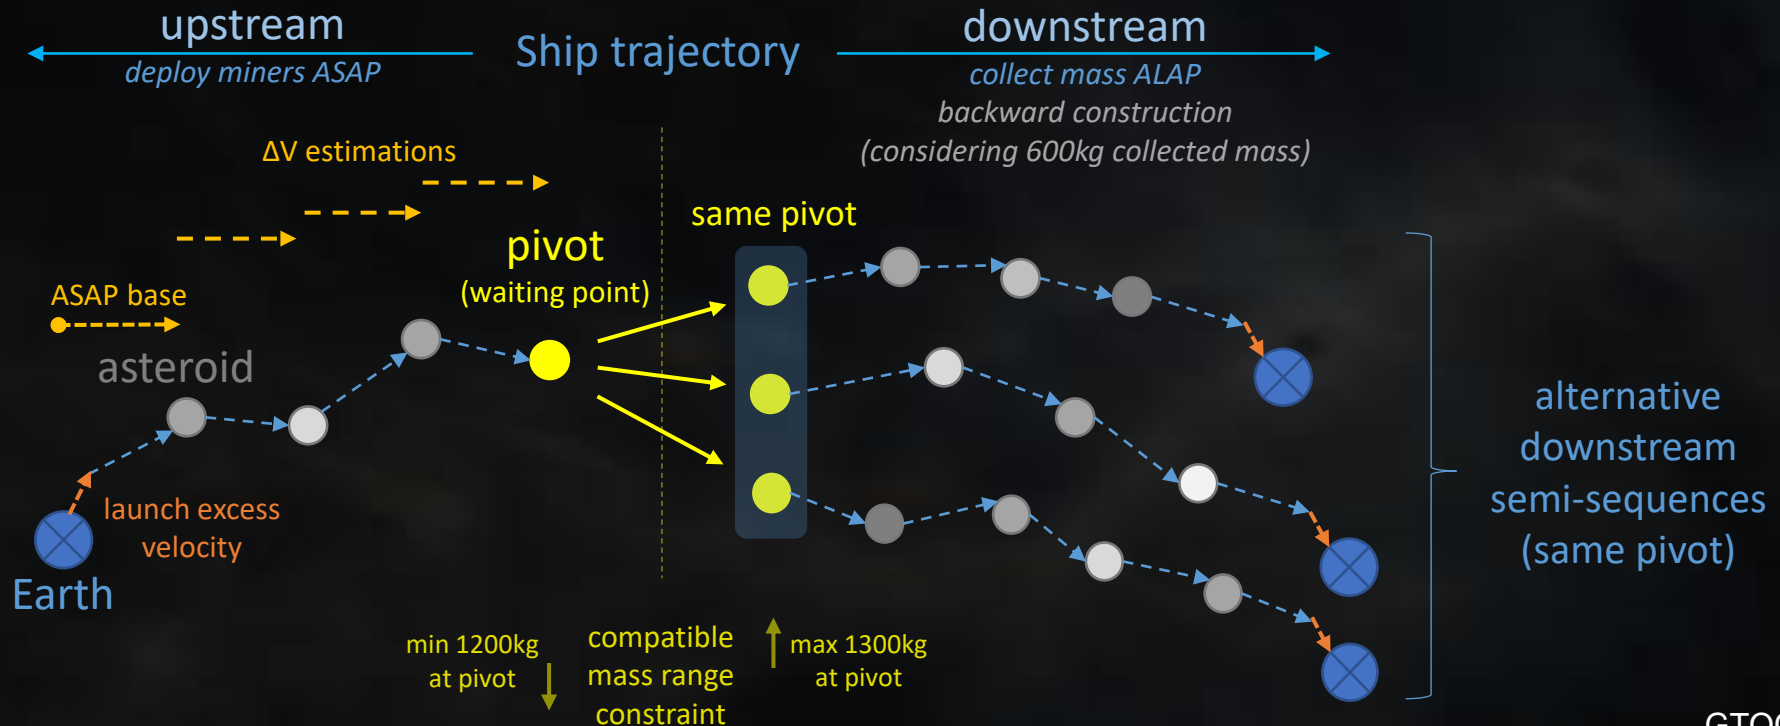 upstream
deploy miners ASAP
Ship trajectory
downstream
collect mass ALAP
backward construction
(considering 600kg collected mass)
ΔV estimations
ASAP base
asteroid
launch excess
velocity
Earth
pivot
(waiting point)
same pivot
min 1200kg
at pivot
compatible
mass range
constraint
max 1300kg
at pivot
alternative
downstream
semi-sequences
(same pivot)